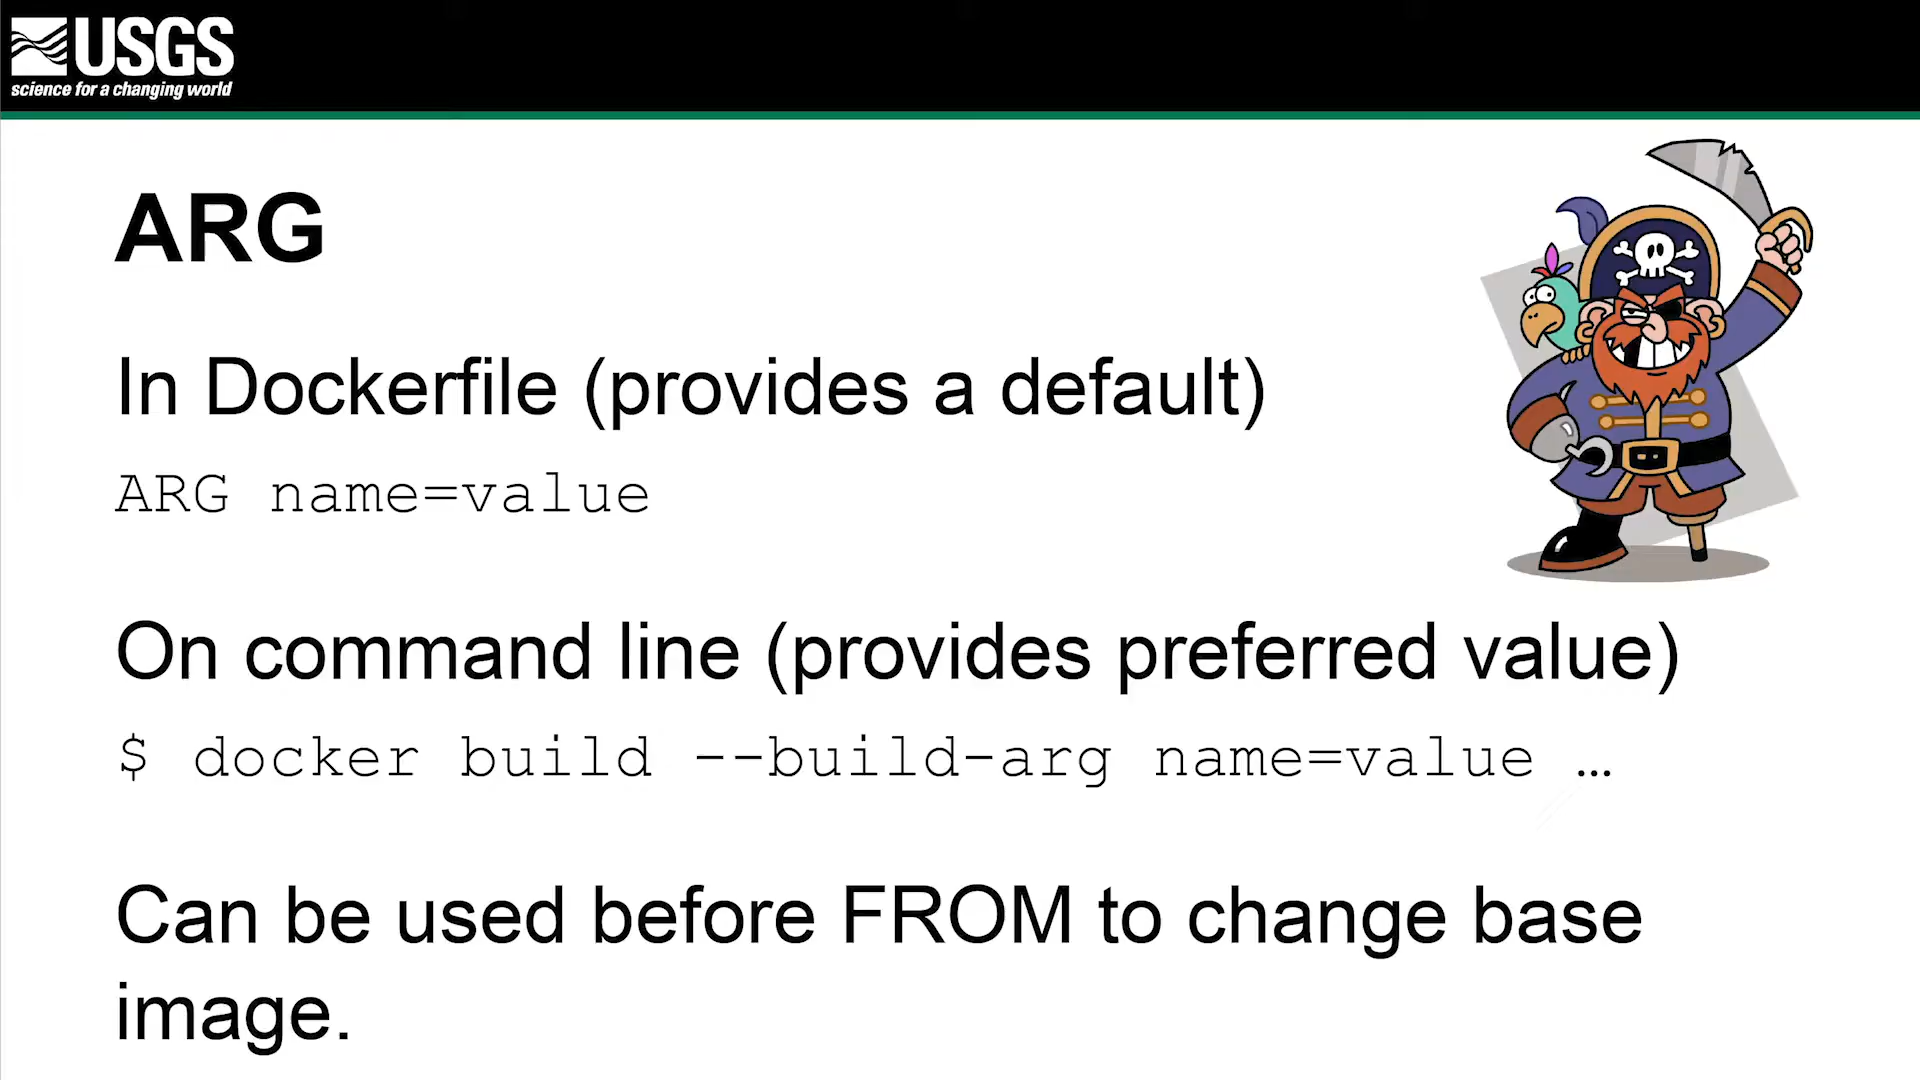 USGS
science for a changing world
ARG
In Dockerfile (provides a default)
ARG name=value
On command line (provides preferred value)
$ docker build --build-arg name=value …
Can be used before FROM to change base
image.